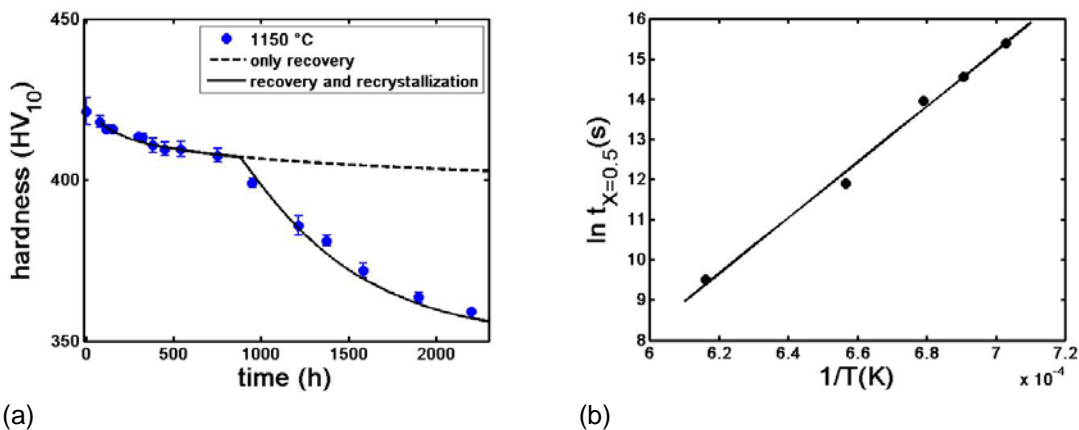 450
1150 °C
only recovery
recovery and recrystallization
hardness (HV10)
400
350
0
500
1000
1500
2000
time (h)
(a)
16
15
14
13
12
11
10
9
8
ln tX=0.5(s)
6
6.2
6.4
6.6
6.8
7
7.2
1/T(K)
x 10-4
(b)